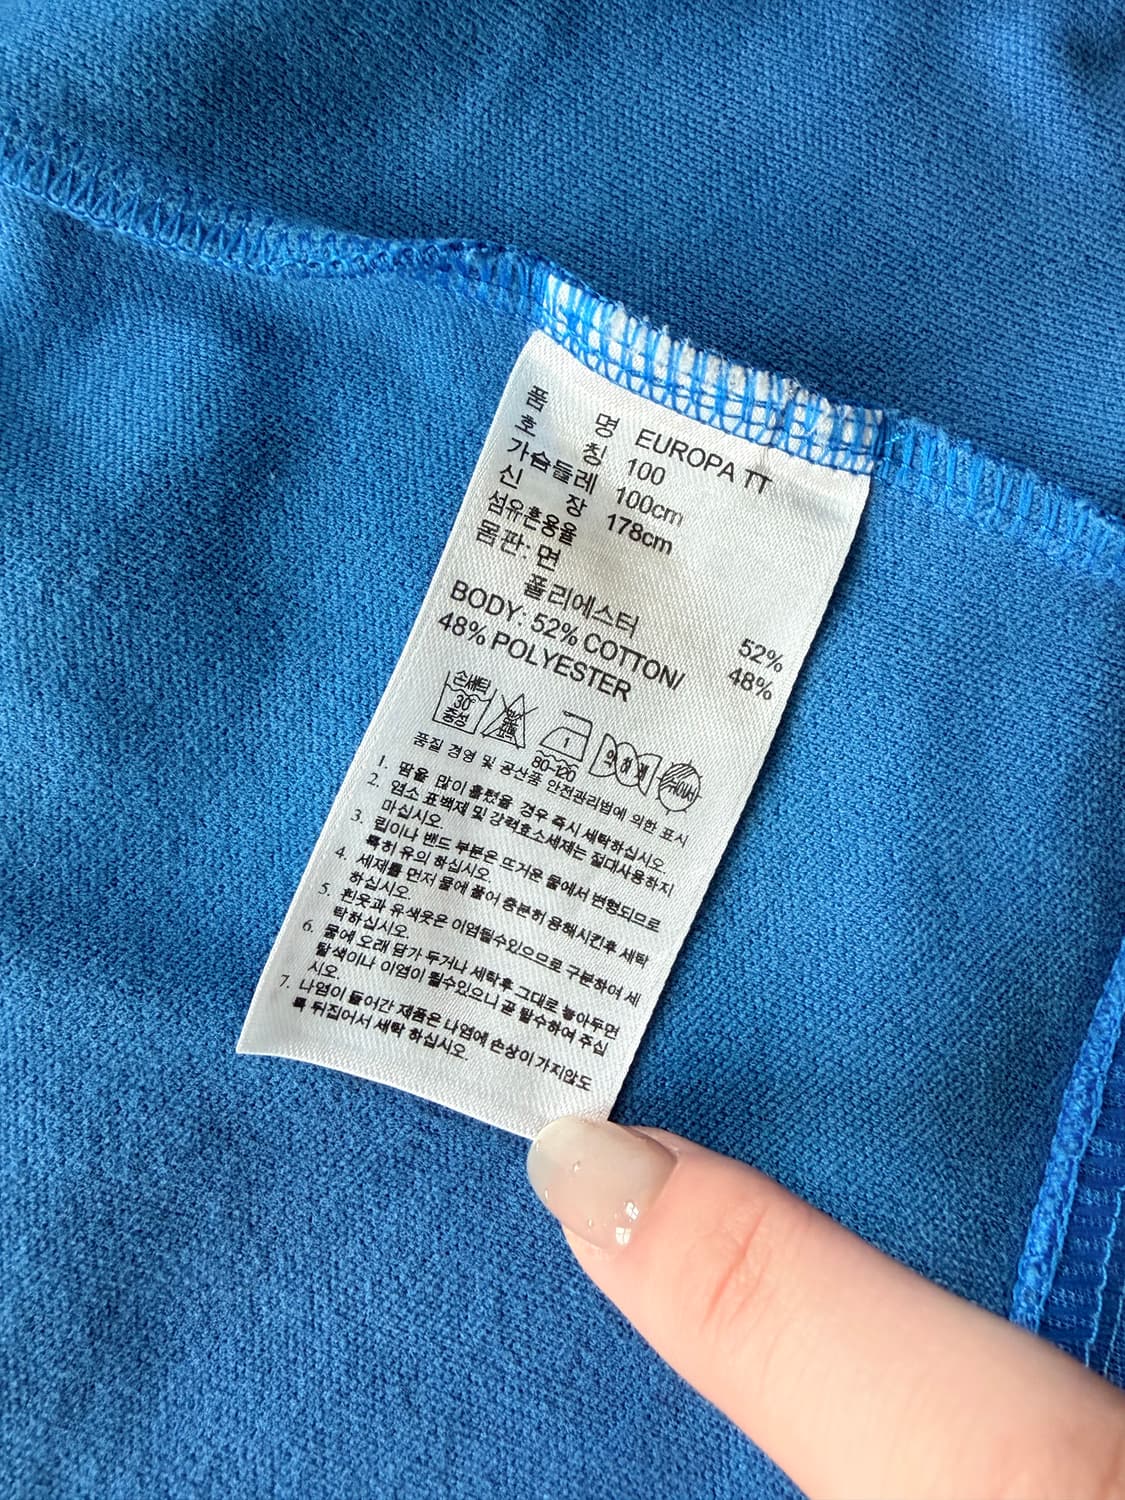 품 명 EUROPA TT
호 칭 100
가슴둘레 100cm
신 장 178cm
섬유혼용율
몸판: 면 52%
폴리에스터 48%
BODY: 52% COTTON/
48% POLYESTER
손세탁
30°
중성
1
80-120
품질 경영 및 공산품 안전관리법에 의한 표시
1. 땀을 많이 흘렸을 경우 즉시 세탁하십시오.
2. 염소 표백제 및 강력효소세제는 절대사용하지
마십시오.
3. 립이나 밴드 부분은 뜨거운 물에서 변형되므로
특히 유의 하십시오
4. 세제를 먼저 물에 풀어 충분히 용해시킨후 세탁
하십시오.
5. 흰옷과 유색옷은 이염될수있으므로 구분하여 세
탁하십시오.
6. 물에 오래 담가 두거나 세탁후 그대로 놓아두면
탈색이나 이염이 될수있으니 곧 탈수하여 주십
시오.
7. 나염이 들어간 제품은 나염에 손상이 가지않도
록 뒤집어서 세탁 하십시오.